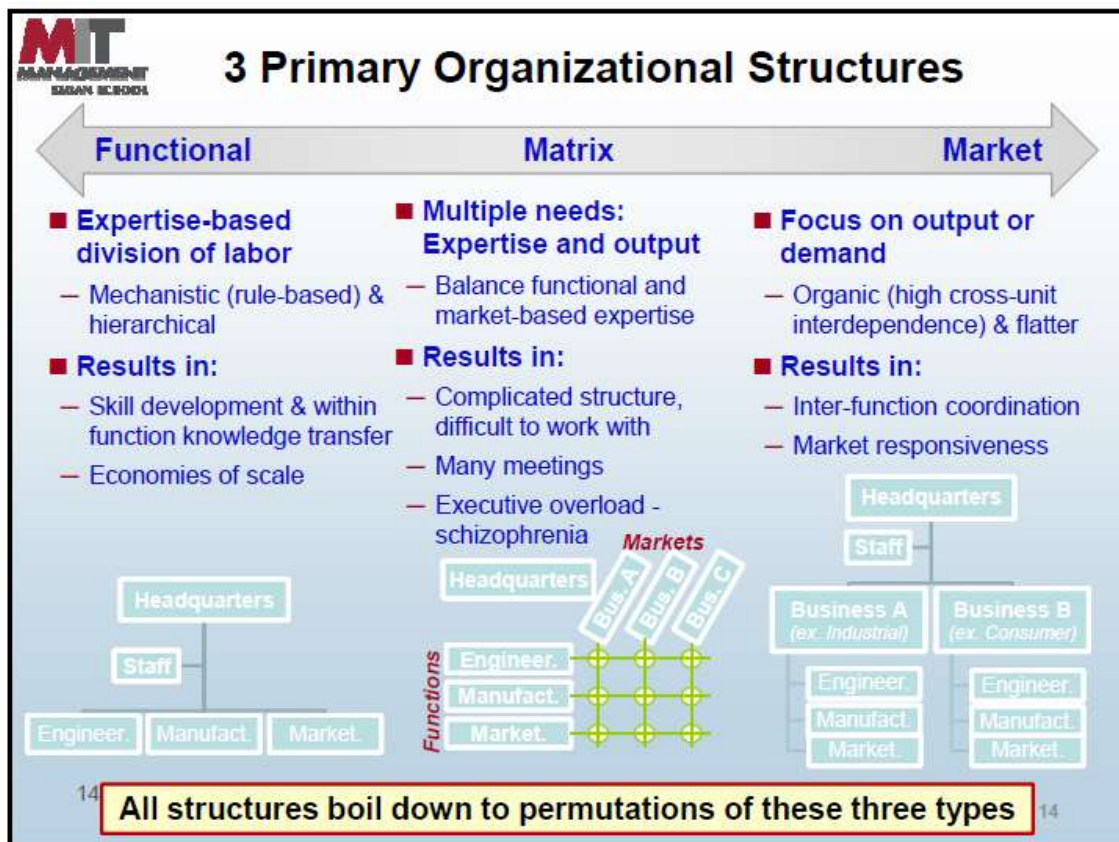 MIT
MANAGEMENT
SLOAN SCHOOL
3 Primary Organizational Structures
Functional
Matrix
Market
■ Expertise-based
division of labor
— Mechanistic (rule-based) &
hierarchical
■ Results in:
— Skill development & within
function knowledge transfer
— Economies of scale
Headquarters
Staff
Engineer.
Manufact.
Market.
■ Multiple needs:
Expertise and output
— Balance functional and
market-based expertise
■ Results in:
— Complicated structure,
difficult to work with
— Many meetings
— Executive overload -
schizophrenia
Markets
Headquarters
Bus. A
Bus. B
Bus. C
Functions
Engineer.
Manufact.
Market.
■ Focus on output or
demand
— Organic (high cross-unit
interdependence) & flatter
■ Results in:
— Inter-function coordination
— Market responsiveness
Headquarters
Staff
Business A
(ex. Industrial)
Engineer.
Manufact.
Market.
Business B
(ex. Consumer)
Engineer.
Manufact.
Market.
14
All structures boil down to permutations of these three types
14